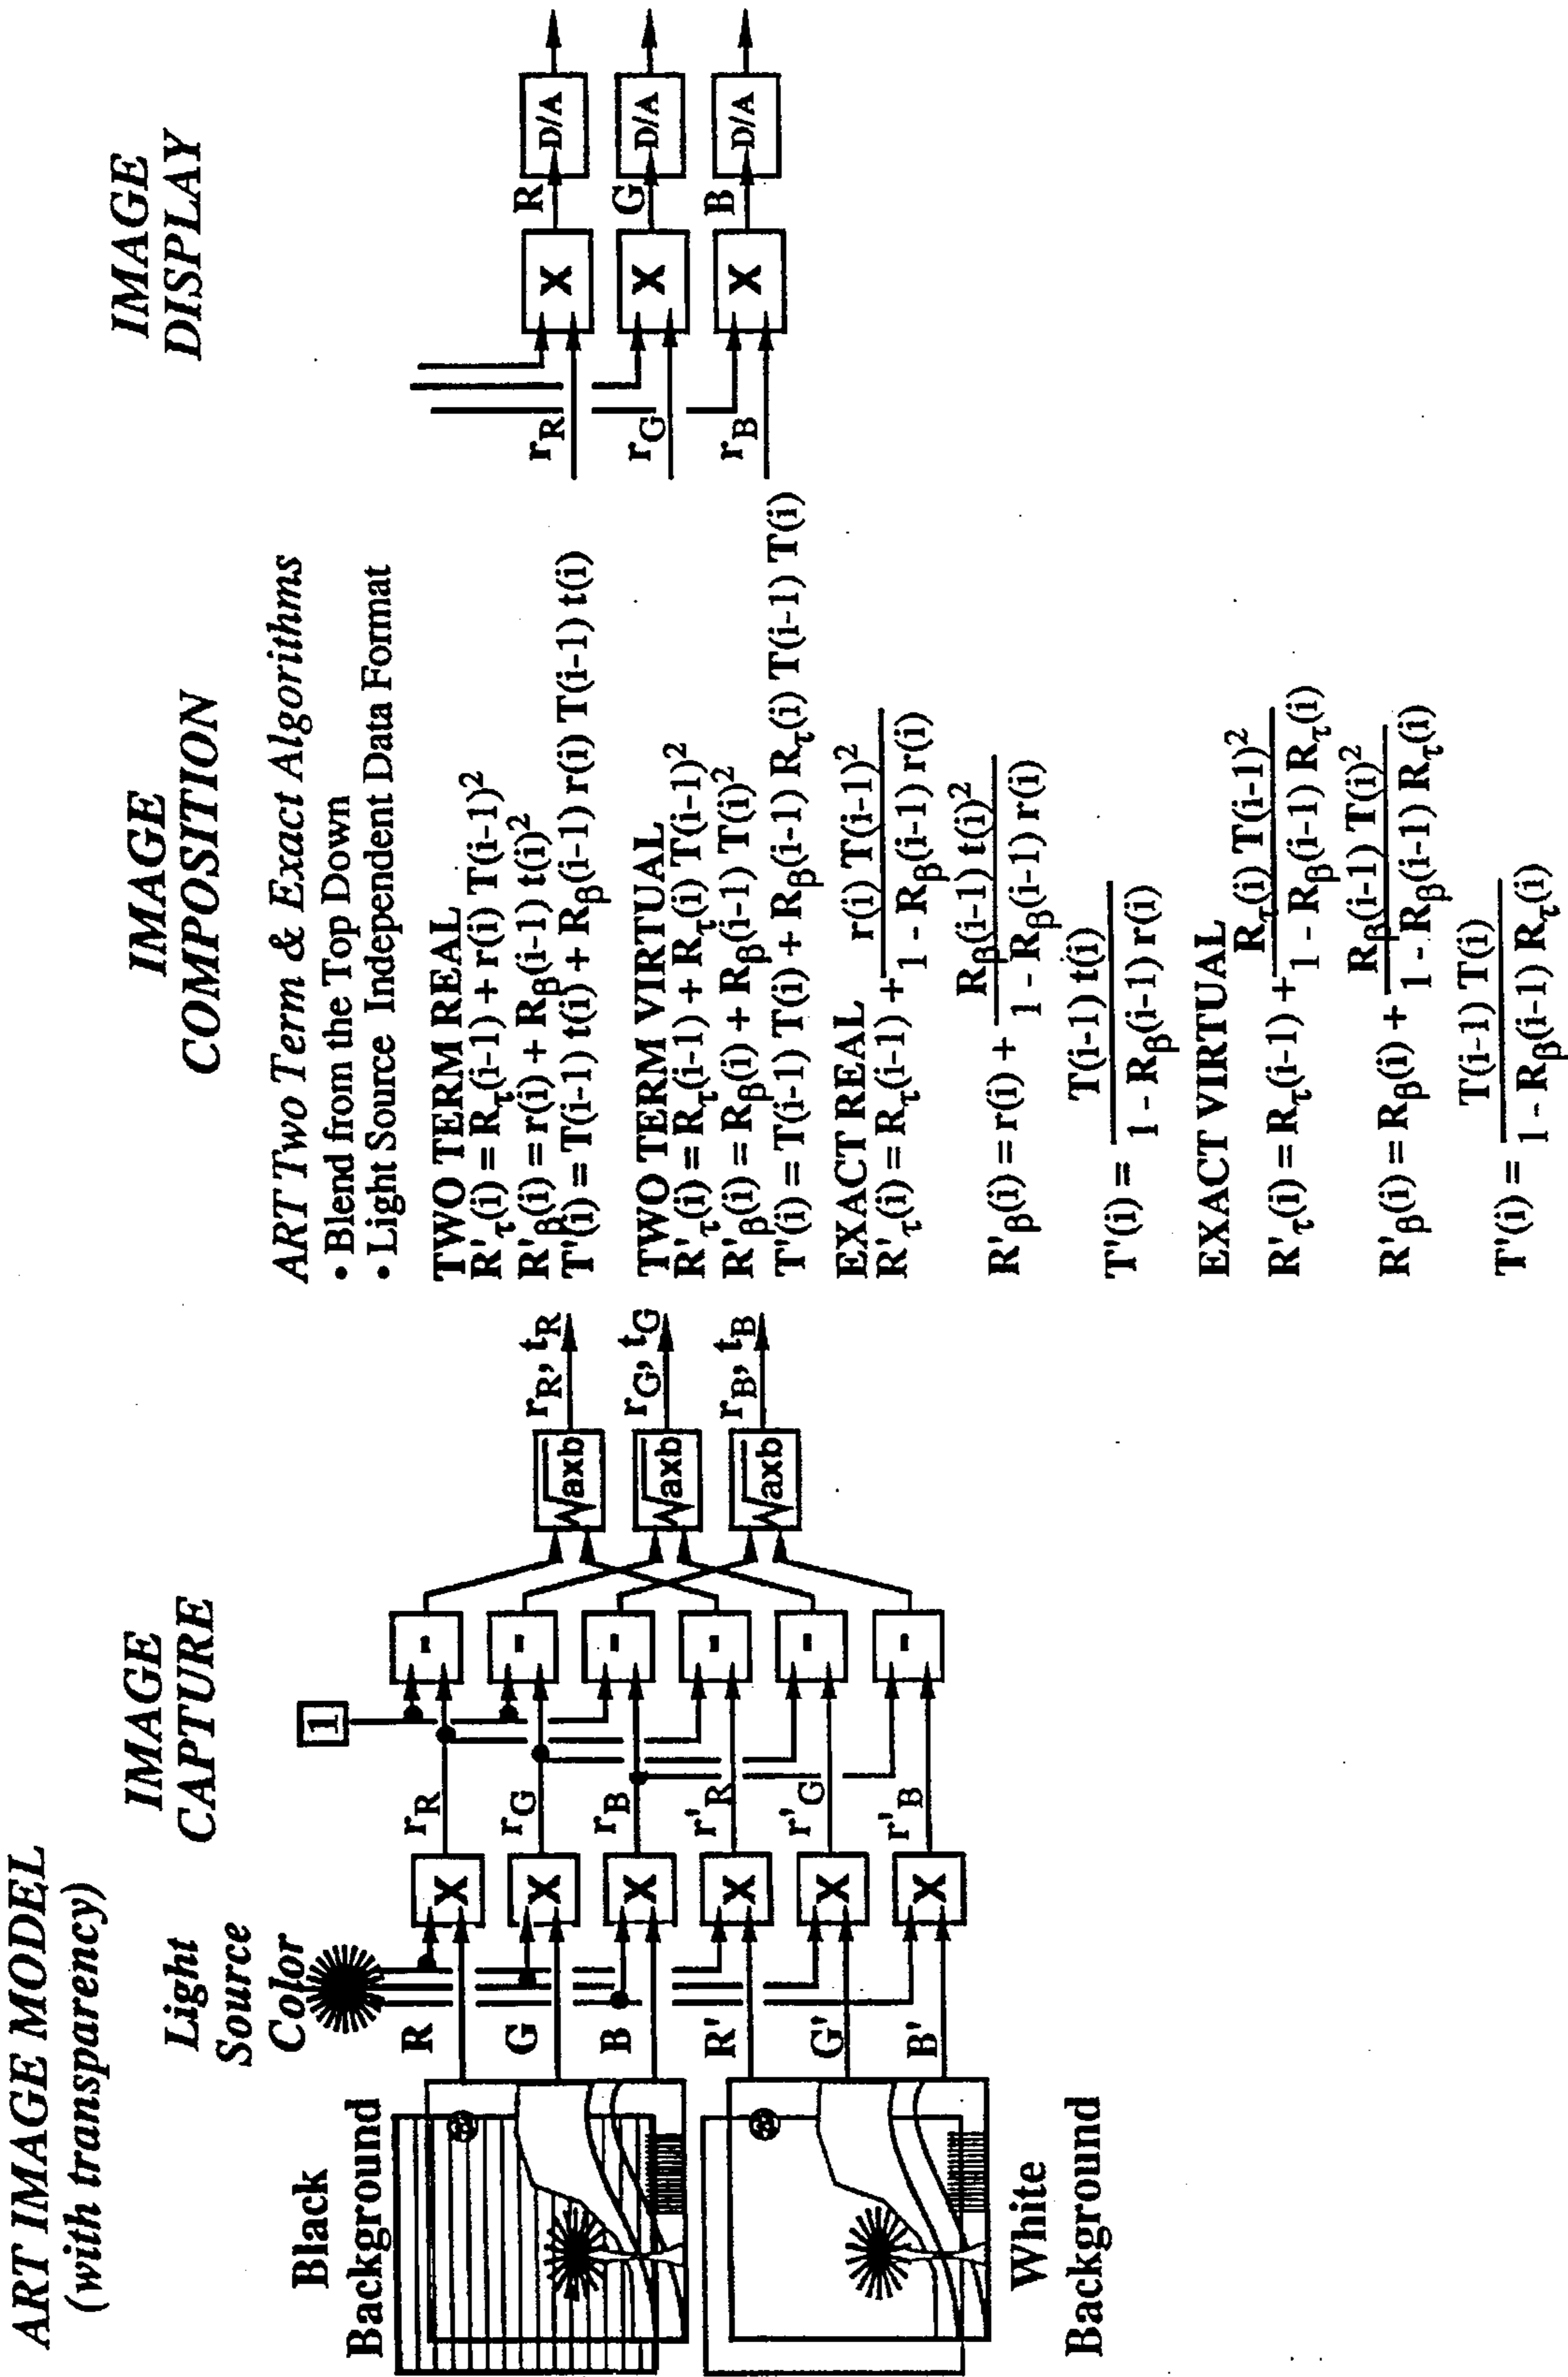 ART IMAGE MODEL
(with transparency)
Light
Source
Color
Black
Background
White
Background
R
G
B
R'
G'
B'
X
X
X
X
X
X
IMAGE
CAPTURE
r_R
r_G
r_B
r'_R
r'_G
r'_B
1
-
-
-
-
-
-
√axb
√axb
√axb
r_R, t_R
r_G, t_G
r_B, t_B
IMAGE
COMPOSITION
ART Two Term & Exact Algorithms
• Blend from the Top Down
• Light Source Independent Data Format
TWO TERM REAL
R'_τ(i) = R_τ(i-1) + r(i) T(i-1)²
R'_β(i) = r(i) + R_β(i-1) t(i)²
T'(i) = T(i-1) t(i) + R_β(i-1) r(i) T(i-1) t(i)
TWO TERM VIRTUAL
R'_τ(i) = R_τ(i-1) + R_τ(i) T(i-1)²
R'_β(i) = R_β(i) + R_β(i-1) T(i)²
T'(i) = T(i-1) T(i) + R_β(i-1) R_τ(i) T(i-1) T(i)
EXACT REAL
R'_τ(i) = R_τ(i-1) + r(i) T(i-1)² / 1 - R_β(i-1) r(i)
R'_β(i) = r(i) + R_β(i-1) t(i)² / 1 - R_β(i-1) r(i)
T'(i) = T(i-1) t(i) / 1 - R_β(i-1) r(i)
EXACT VIRTUAL
R'_τ(i) = R_τ(i-1) + R_τ(i) T(i-1)² / 1 - R_β(i-1) R_τ(i)
R'_β(i) = R_β(i) + R_β(i-1) T(i)² / 1 - R_β(i-1) R_τ(i)
T'(i) = T(i-1) T(i) / 1 - R_β(i-1) R_τ(i)
IMAGE
DISPLAY
r_R
r_G
r_B
X
X
X
R
G
B
D/A
D/A
D/A